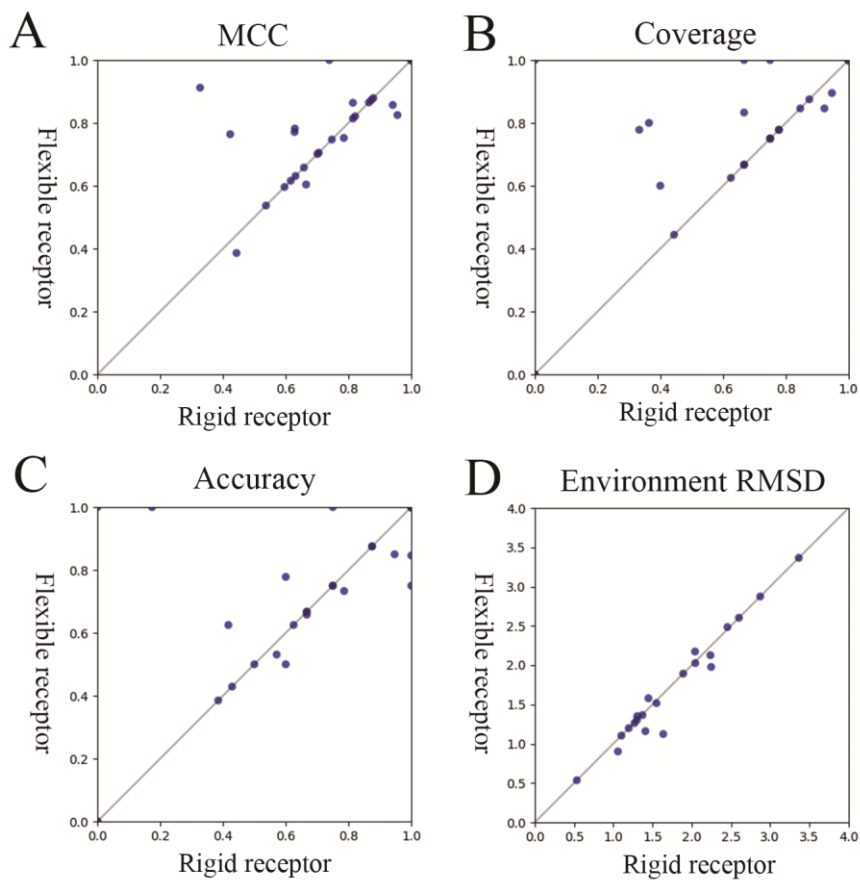 A
MCC
Flexible receptor
1.0
0.8
0.6
0.4
0.2
0.0
0.0 0.2 0.4 0.6 0.8 1.0
Rigid receptor
B
Coverage
Flexible receptor
1.0
0.8
0.6
0.4
0.2
0.0
0.0 0.2 0.4 0.6 0.8 1.0
Rigid receptor
C
Accuracy
Flexible receptor
1.0
0.8
0.6
0.4
0.2
0.0
0.0 0.2 0.4 0.6 0.8 1.0
Rigid receptor
D
Environment RMSD
Flexible receptor
4.0
3.5
3.0
2.5
2.0
1.5
1.0
0.5
0.0
0.0 0.5 1.0 1.5 2.0 2.5 3.0 3.5 4.0
Rigid receptor